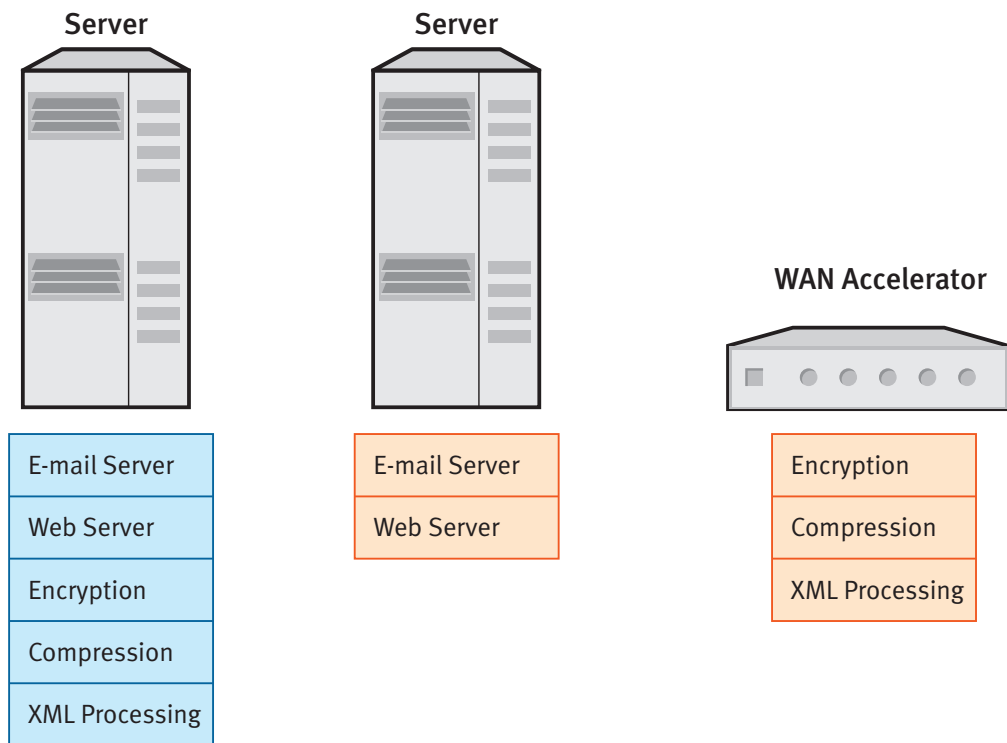 Server
E-mail Server
Web Server
Encryption
Compression
XML Processing
Server
E-mail Server
Web Server
WAN Accelerator
Encryption
Compression
XML Processing